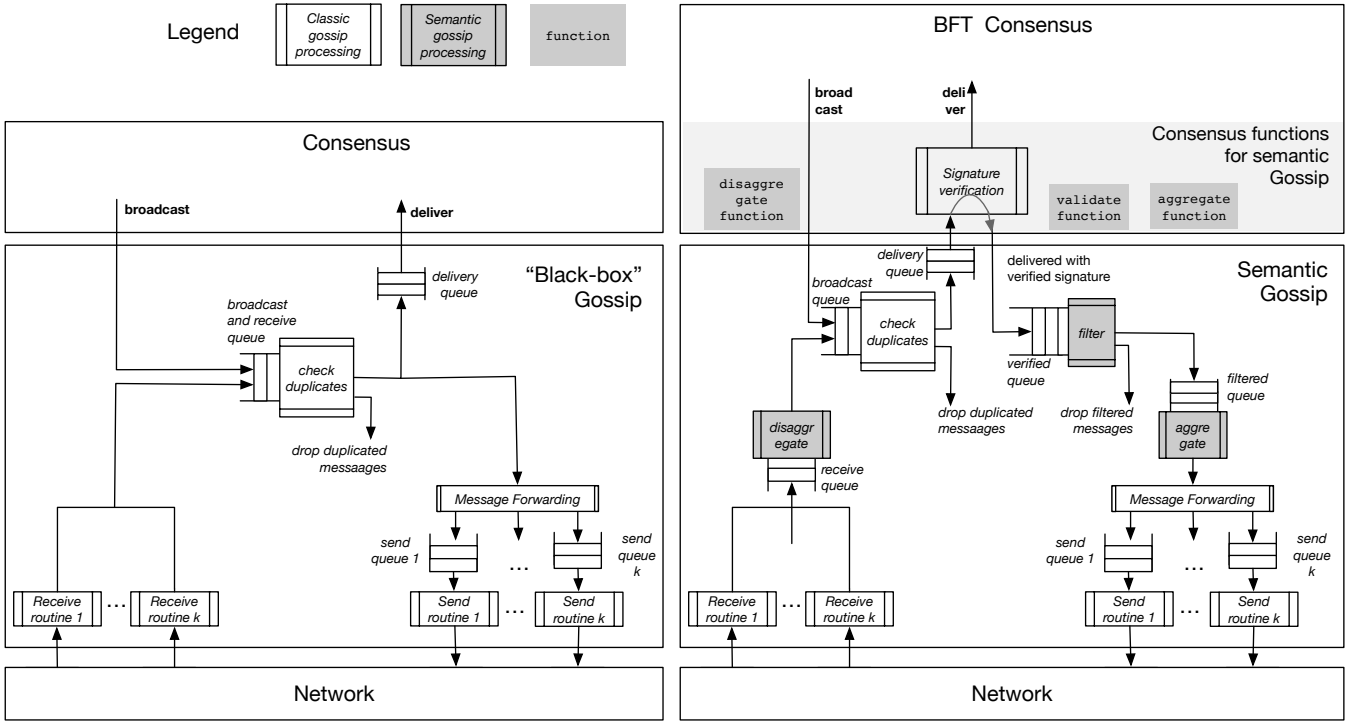 Legend
Classic
gossip
processing
Semantic
gossip
processing
function
Consensus
broadcast
deliver
"Black-box"
Gossip
delivery
queue
broadcast
and receive
queue
check
duplicates
drop duplicated
messaages
Message Forwarding
send
queue 1
...
send
queue
k
Receive
routine 1
...
Receive
routine k
Send
routine 1
...
Send
routine k
Network
BFT Consensus
broad
cast
deli
ver
Consensus functions
for semantic
Gossip
Signature
verification
disaggre
gate
function
validate
function
aggregate
function
delivery
queue
delivered with
verified signature
Semantic
Gossip
broadcast
queue
check
duplicates
filter
verified
queue
filtered
queue
drop duplicated
messaages
drop filtered
messages
disaggr
egate
aggre
gate
receive
queue
Message Forwarding
send
queue 1
...
send
queue
k
Receive
routine 1
...
Receive
routine k
Send
routine 1
...
Send
routine k
Network